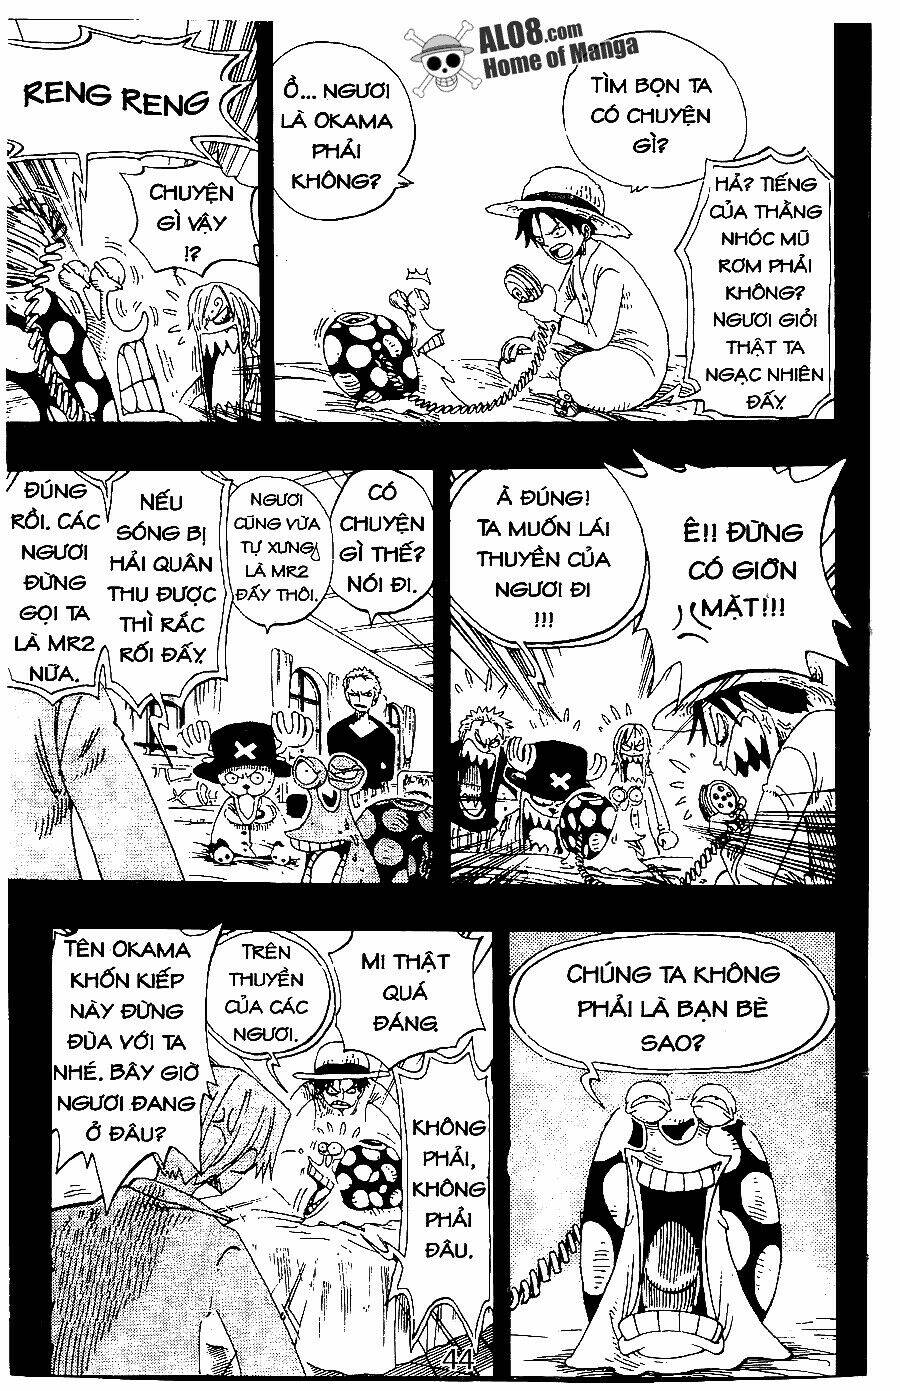 AL08.com
Home of Manga
RENG RENG
CHUYỆN
GÌ VẬY
!?
Ồ... NGƯƠI
LÀ OKAMA
PHẢI
KHÔNG?
TÌM BỌN TA
CÓ CHUYỆN
GÌ?
HẢ? TIẾNG
CỦA THẰNG
NHÓC MŨ
RƠM PHẢI
KHÔNG?
NGƯƠI GIỎI
THẬT TA
NGẠC NHIÊN
ĐẤY.
ĐÚNG
RỒI. CÁC
NGƯƠI
ĐỪNG
GỌI TA
LÀ MR2
NỮA.
NẾU
SÓNG BỊ
HẢI QUÂN
THU ĐƯỢC
THÌ RẮC
RỐI ĐẤY.
NGƯƠI
CŨNG VỪA
TỰ XƯNG
LÀ MR2
ĐẤY THÔI.
CÓ
CHUYỆN
GÌ THẾ?
NÓI ĐI.
À ĐÚNG!
TA MUỐN LÁI
THUYỀN CỦA
NGƯƠI ĐI
!!!
Ê!! ĐỪNG
CÓ GIỠN
MẶT!!!
TÊN OKAMA
KHỐN KIẾP
NÀY ĐỪNG
ĐÙA VỚI TA
NHÉ. BÂY GIỜ
NGƯƠI ĐANG
Ở ĐÂU?
TRÊN
THUYỀN
CỦA CÁC
NGƯƠI.
MI THẬT
QUÁ
ĐÁNG.
KHÔNG
PHẢI,
KHÔNG
PHẢI
ĐÂU.
CHÚNG TA KHÔNG
PHẢI LÀ BẠN BÈ
SAO?
44